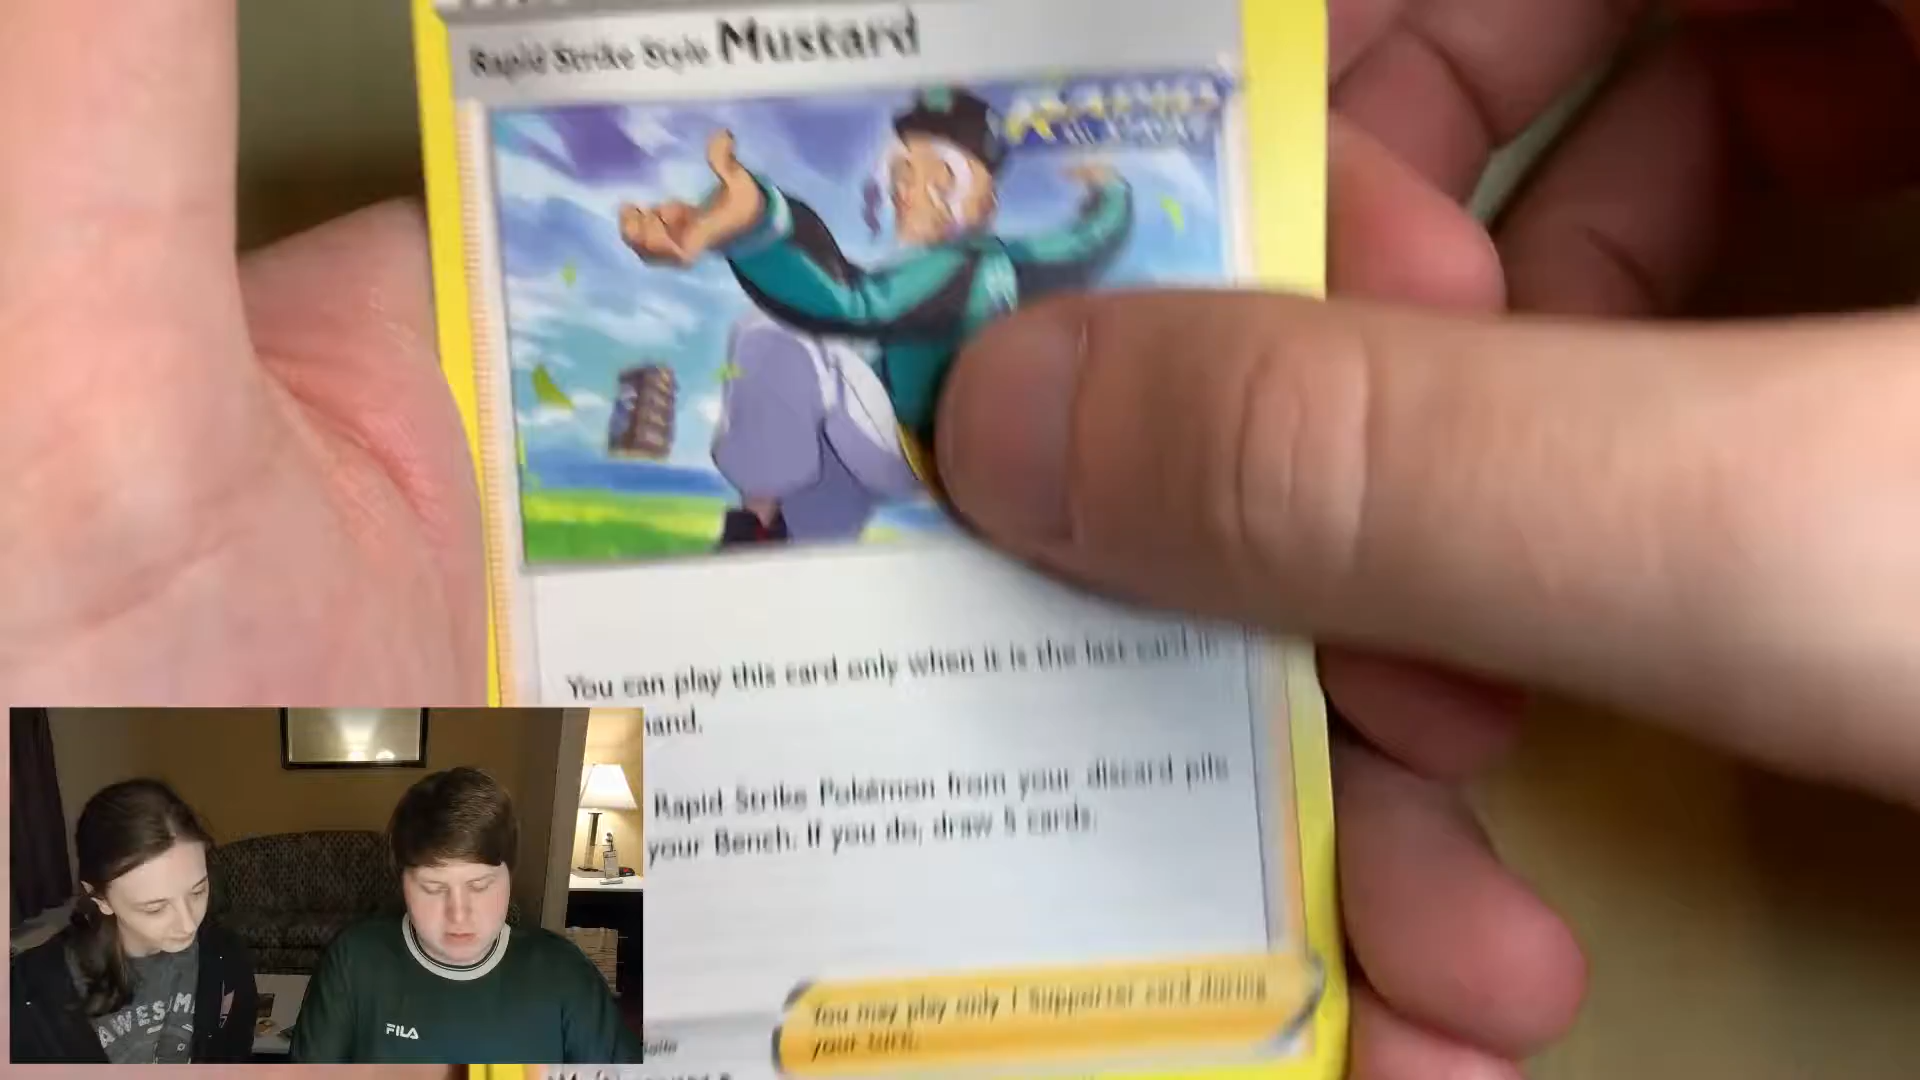 Rapid Strike Style Mustard
You can play this card only when it is the last card in
hand.
Rapid Strike Pokémon from your discard pile
your Bench. If you do, draw 5 cards.
You may play only 1 Supporter card during
your turn.
AWESOM
FILA